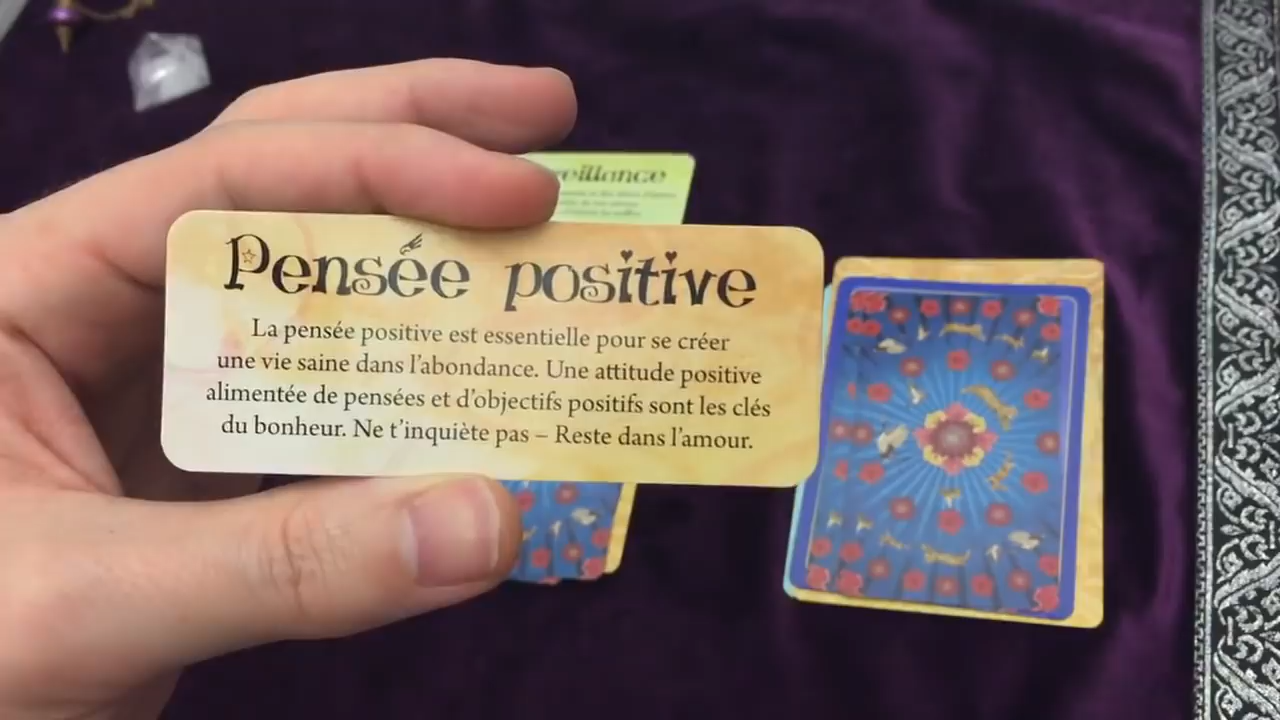 Pensée positive
La pensée positive est essentielle pour se créer
une vie saine dans l'abondance. Une attitude positive
alimentée de pensées et d'objectifs positifs sont les clés
du bonheur. Ne t'inquiète pas – Reste dans l'amour.